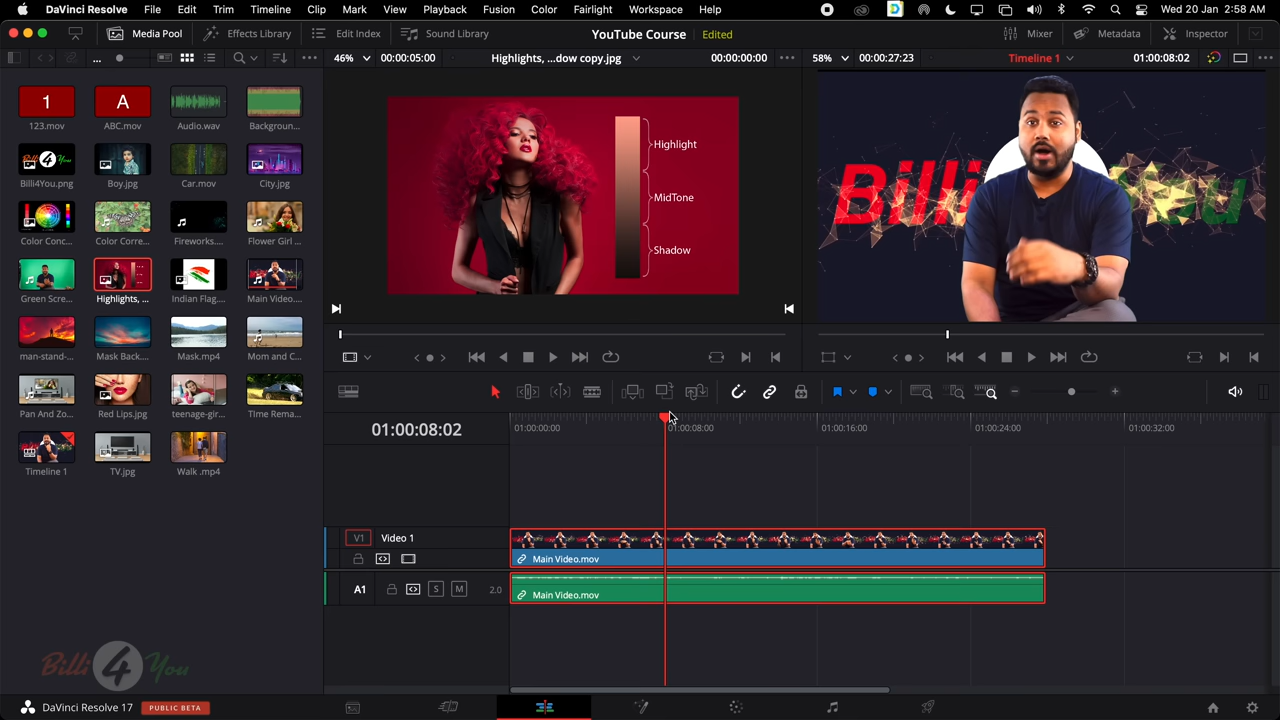 DaVinci Resolve File Edit Trim Timeline Clip Mark View Playback Fusion Color Fairlight Workspace Help Wed 20 Jan 2:58 AM
Media Pool Effects Library Edit Index Sound Library YouTube Course Edited Mixer Metadata Inspector
... 46% 00:00:05:00 Highlights, ...dow copy.jpg 00:00:00:00 58% 00:00:27:23 Timeline 1 01:00:08:02
1 A
123.mov ABC.mov Audio.wav Backgroun...
Billi4You.png Boy.jpg Car.mov City.jpg
Color Conc... Color Corre... Fireworks.... Flower Girl ...
Green Scre... Highlights, ... Indian Flag.... Main Video....
man-stand-... Mask Back.... Mask.mp4 Mom and C...
Pan And Zo... Red Lips.jpg teenage-gir... TIme Rema...
Timeline 1 TV.jpg Walk .mp4
Highlight
MidTone
Shadow
Billi You
01:00:08:02
01:00:00:00 01:00:08:00 01:00:16:00 01:00:24:00 01:00:32:00
V1 Video 1
Main Video.mov
A1 S M 2.0
Main Video.mov
Billi 4 You
DaVinci Resolve 17 PUBLIC BETA